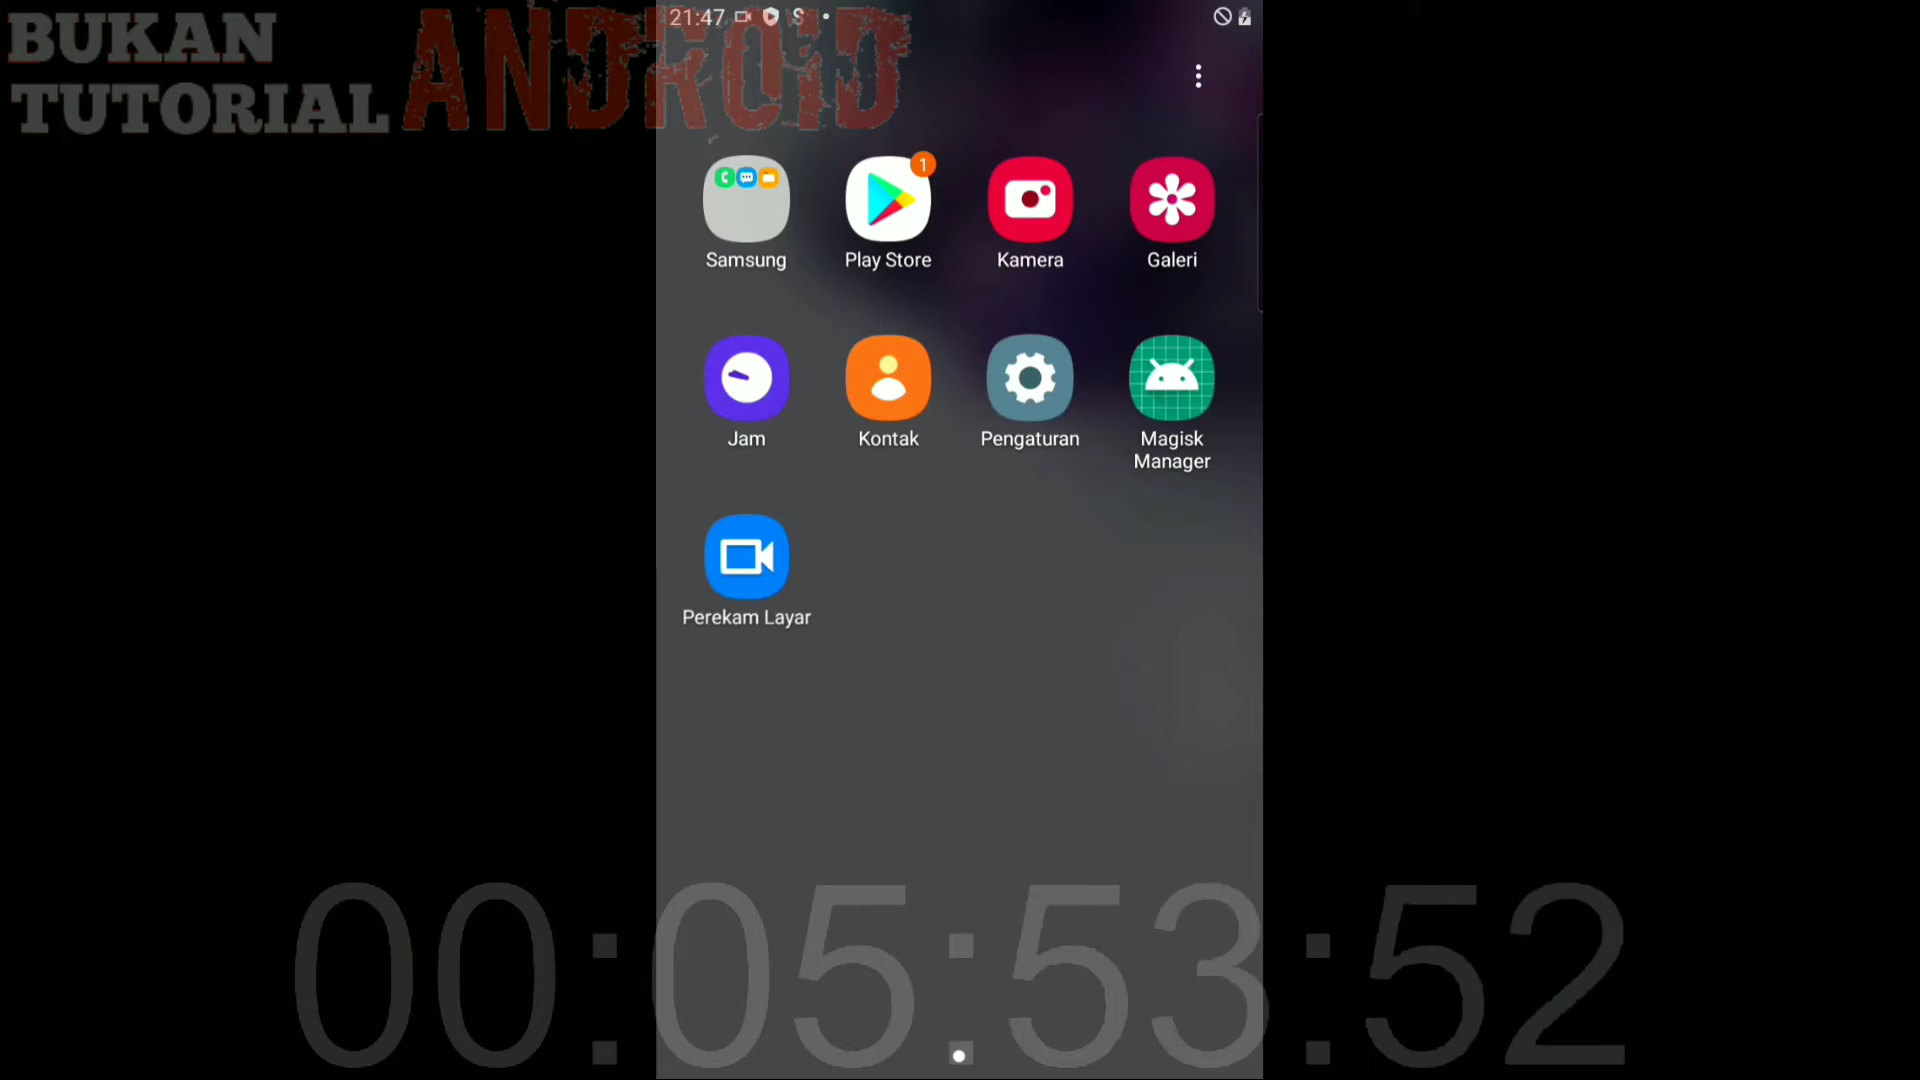 BUKAN
TUTORIAL
ANDROID
21:47
1
Samsung
Play Store
Kamera
Galeri
Jam
Kontak
Pengaturan
Magisk
Manager
Perekam Layar
00:05:53:52